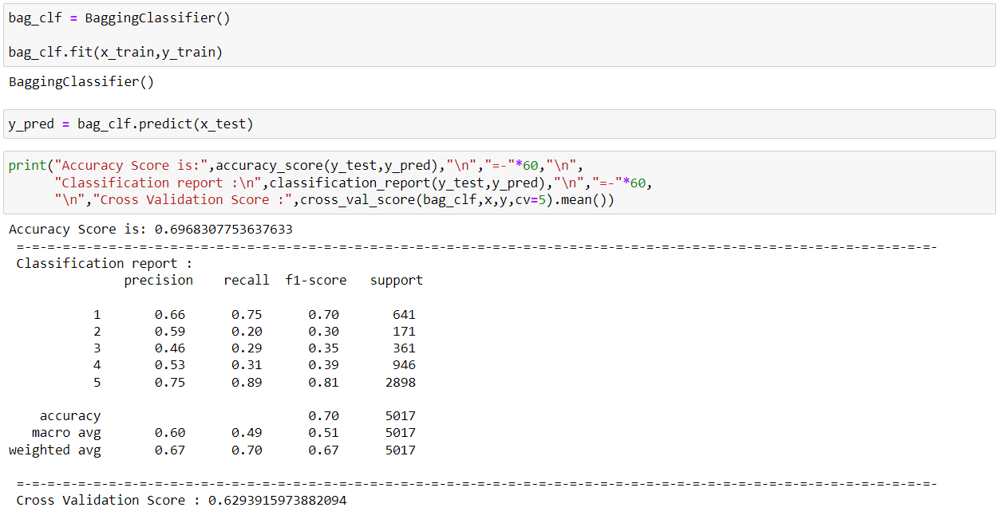 bag_clf = BaggingClassifier()
bag_clf.fit(x_train,y_train)
BaggingClassifier()
y_pred = bag_clf.predict(x_test)
print("Accuracy Score is:",accuracy_score(y_test,y_pred),"\n","=-"*60,"\n",
"Classification report :\n",classification_report(y_test,y_pred),"\n","=-"*60,
"\n","Cross Validation Score :",cross_val_score(bag_clf,x,y,cv=5).mean())
Accuracy Score is: 0.6968307753637633
=-=-=-=-=-=-=-=-=-=-=-=-=-=-=-=-=-=-=-=-=-=-=-=-=-=-=-=-=-=-=-=-=-=-=-=-=-=-=-=-=-=-=-=-=-=-=-=-=-=-=-=-=-=-=-=-=-=-=-=-
Classification report :
precision recall f1-score support
1 0.66 0.75 0.70 641
2 0.59 0.20 0.30 171
3 0.46 0.29 0.35 361
4 0.53 0.31 0.39 946
5 0.75 0.89 0.81 2898
accuracy 0.70 5017
macro avg 0.60 0.49 0.51 5017
weighted avg 0.67 0.70 0.67 5017
=-=-=-=-=-=-=-=-=-=-=-=-=-=-=-=-=-=-=-=-=-=-=-=-=-=-=-=-=-=-=-=-=-=-=-=-=-=-=-=-=-=-=-=-=-=-=-=-=-=-=-=-=-=-=-=-=-=-=-=-
Cross Validation Score : 0.6293915973882094